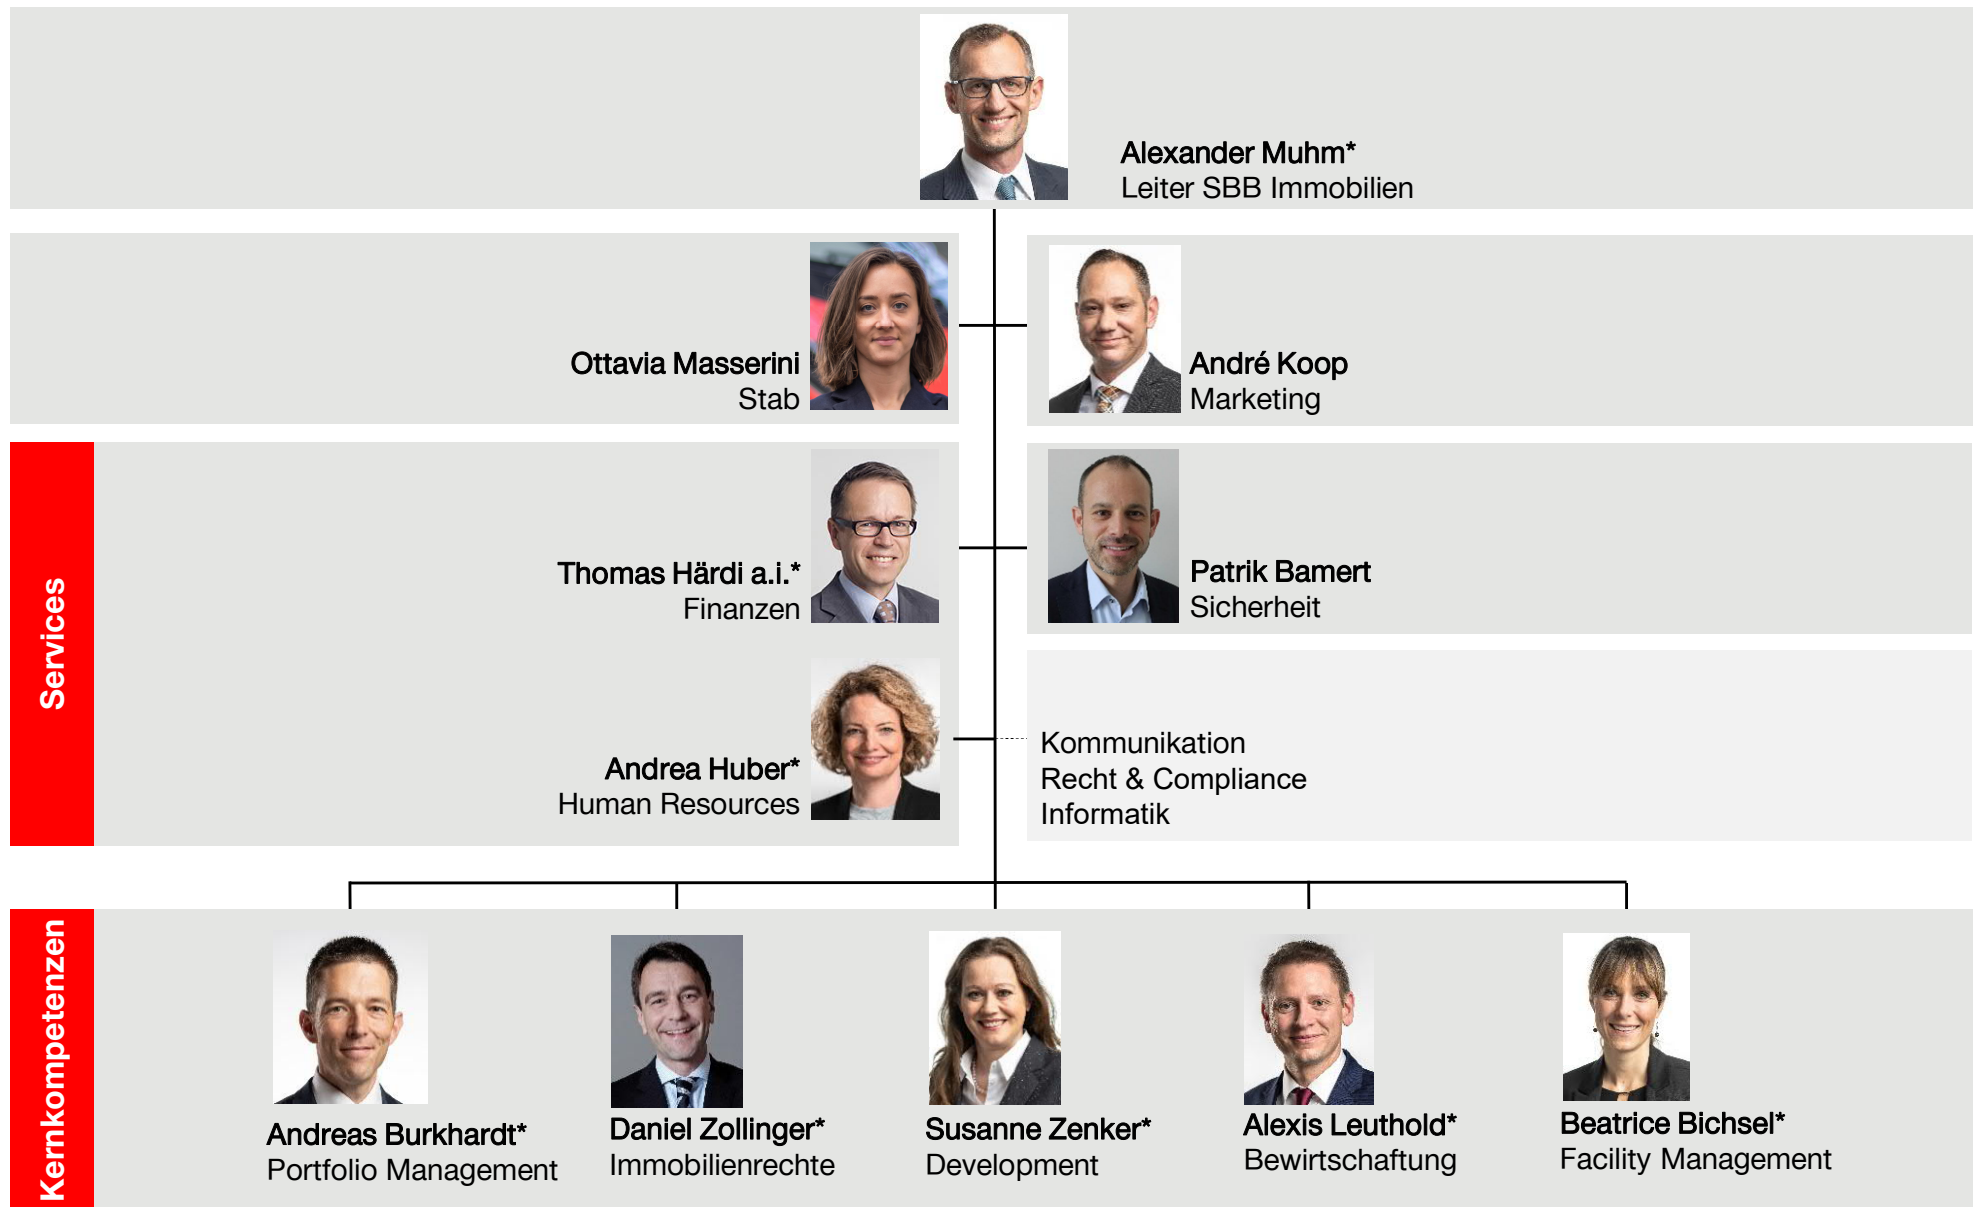 Alexander Muhm*
Leiter SBB Immobilien
Ottavia Masserini
Stab
André Koop
Marketing
Services
Thomas Härdi a.i.*
Finanzen
Patrik Bamert
Sicherheit
Andrea Huber*
Human Resources
Kommunikation
Recht & Compliance
Informatik
Kernkompetenzen
Andreas Burkhardt*
Portfolio Management
Daniel Zollinger*
Immobilienrechte
Susanne Zenker*
Development
Alexis Leuthold*
Bewirtschaftung
Beatrice Bichsel*
Facility Management